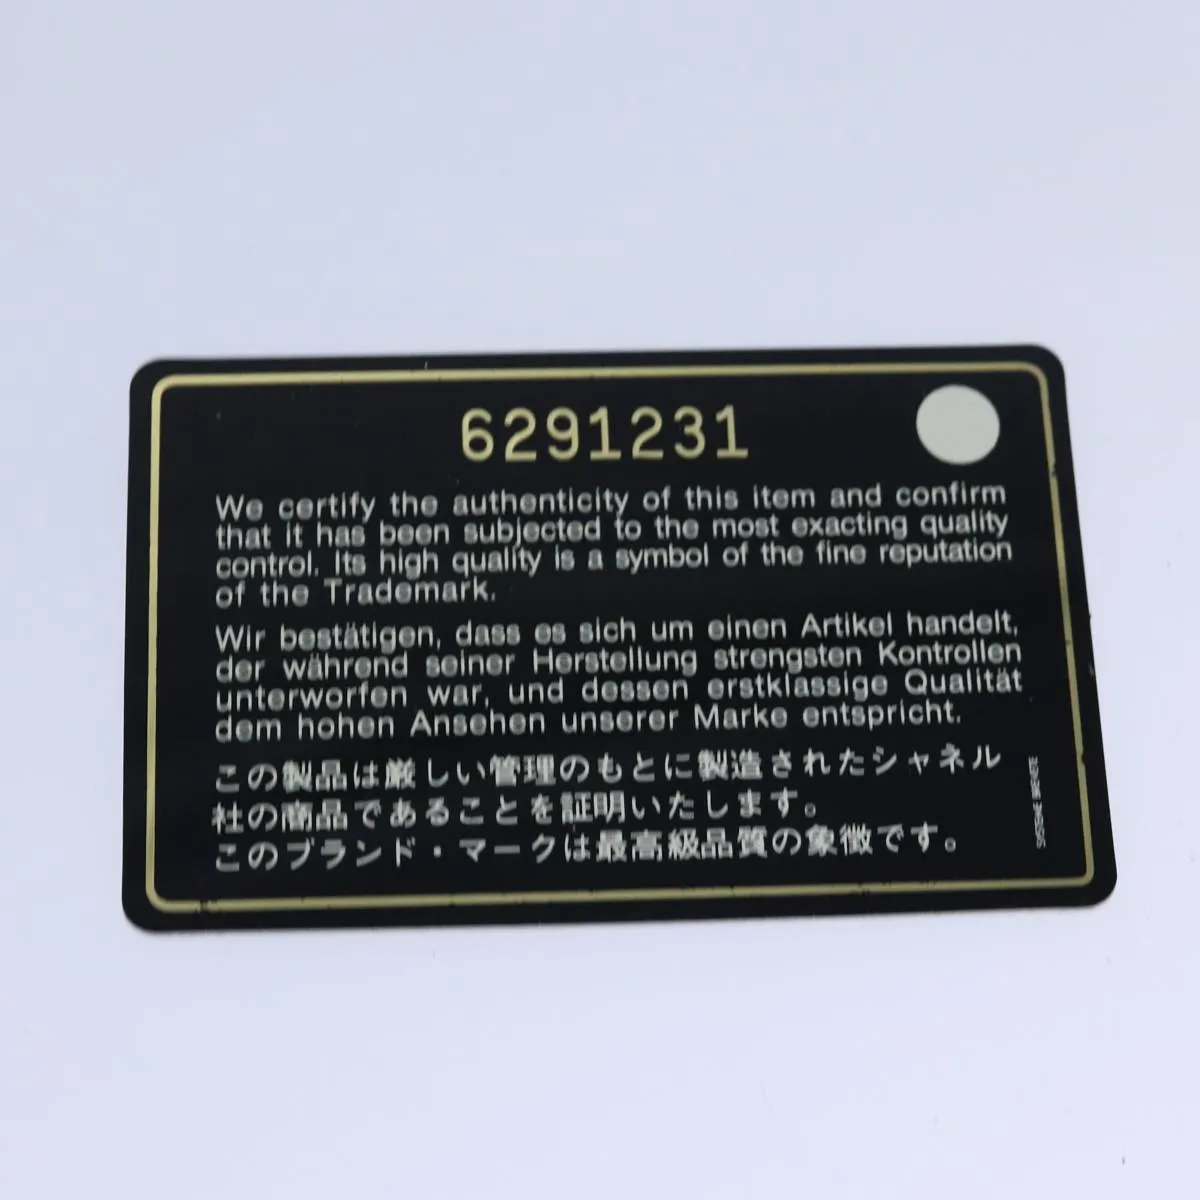 6291231
We certify the authenticity of this item and confirm
that it has been subjected to the most exacting quality
control. Its high quality is a symbol of the fine reputation
of the Trademark.
Wir bestätigen, dass es sich um einen Artikel handelt,
der während seiner Herstellung strengsten Kontrollen
unterworfen war, und dessen erstklassige Qualität
dem hohen Ansehen unserer Marke entspricht.
この製品は厳しい管理のもとに製造されたシャネル
社の商品であることを証明いたします。
このブランド・マークは最高級品質の象徴です。